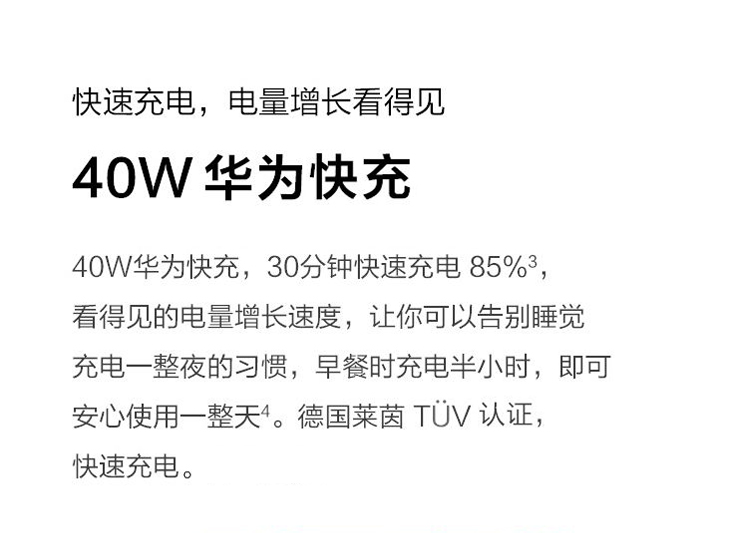 快速充电，电量增长看得见
40W 华为快充
40W华为快充，30分钟快速充电 85%³，
看得见的电量增长速度，让你可以告别睡觉
充电一整夜的习惯，早餐时充电半小时，即可
安心使用一整天⁴。德国莱茵 TÜV 认证，
快速充电。